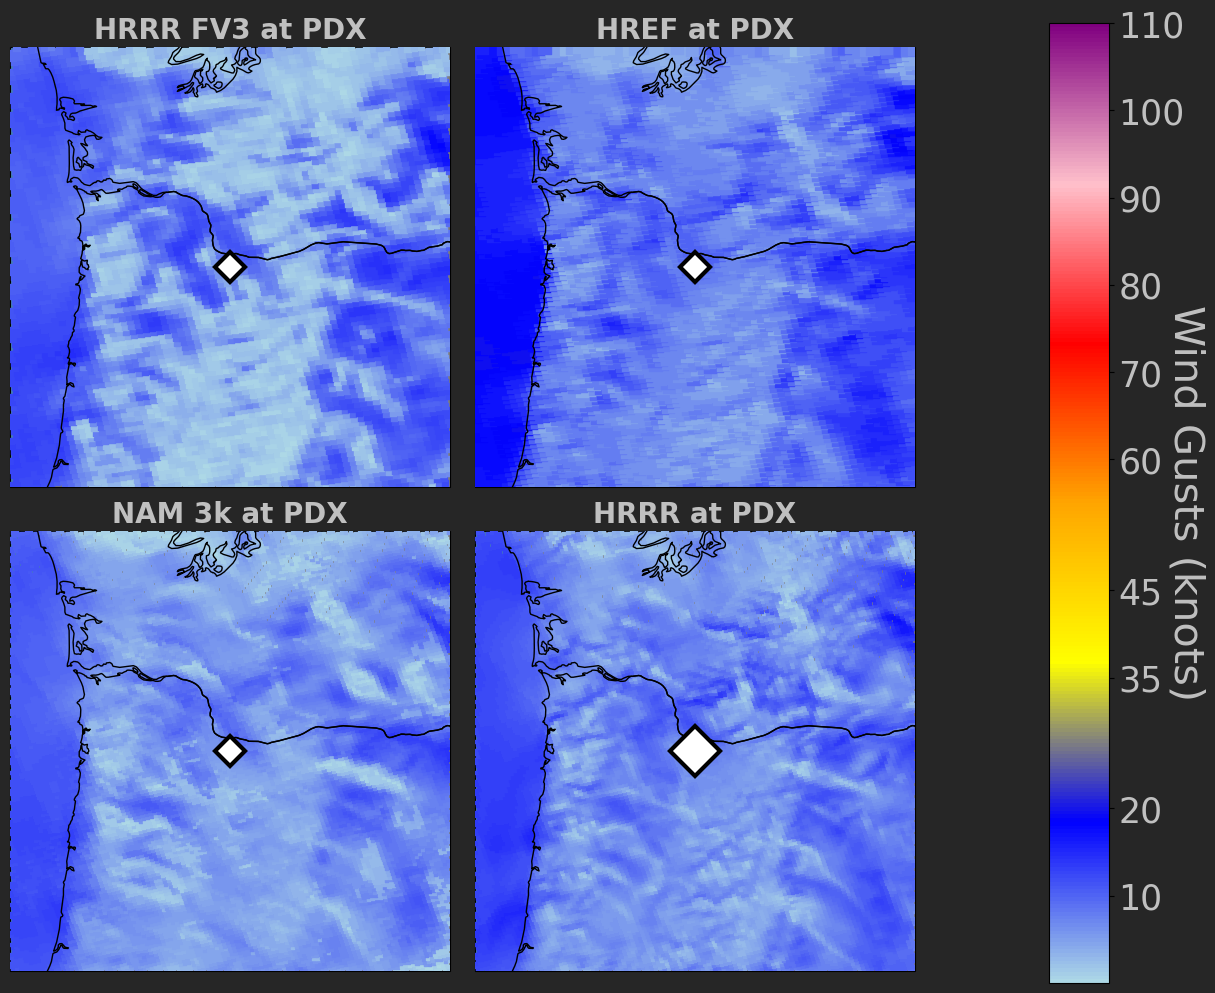 HRRR FV3 at PDX
HREF at PDX
NAM 3k at PDX
HRRR at PDX
110
100
90
80
70
60
45
35
20
10
Wind Gusts (knots)